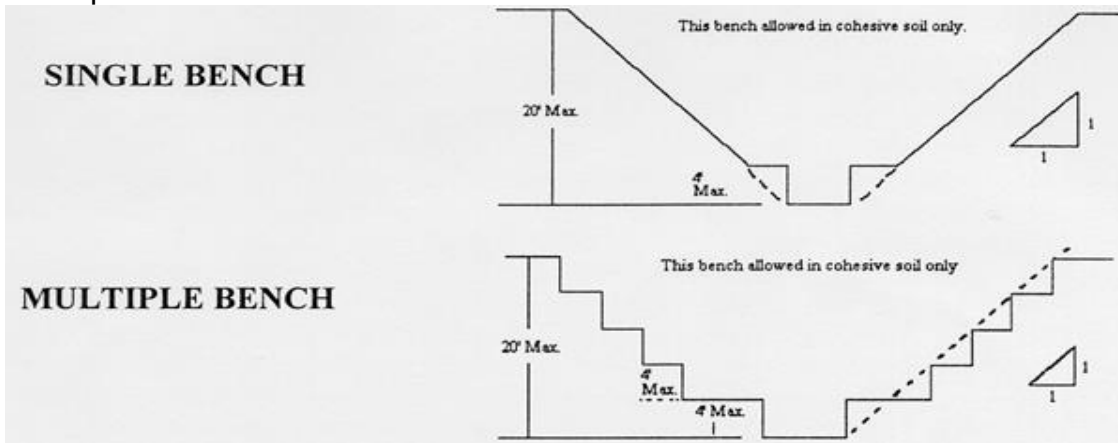 This bench allowed in cohesive soil only.
SINGLE BENCH
20' Max.
1
4'
Max.
1
This bench allowed in cohesive soil only
MULTIPLE BENCH
20' Max.
4'
Max.
1
4' Max.
1